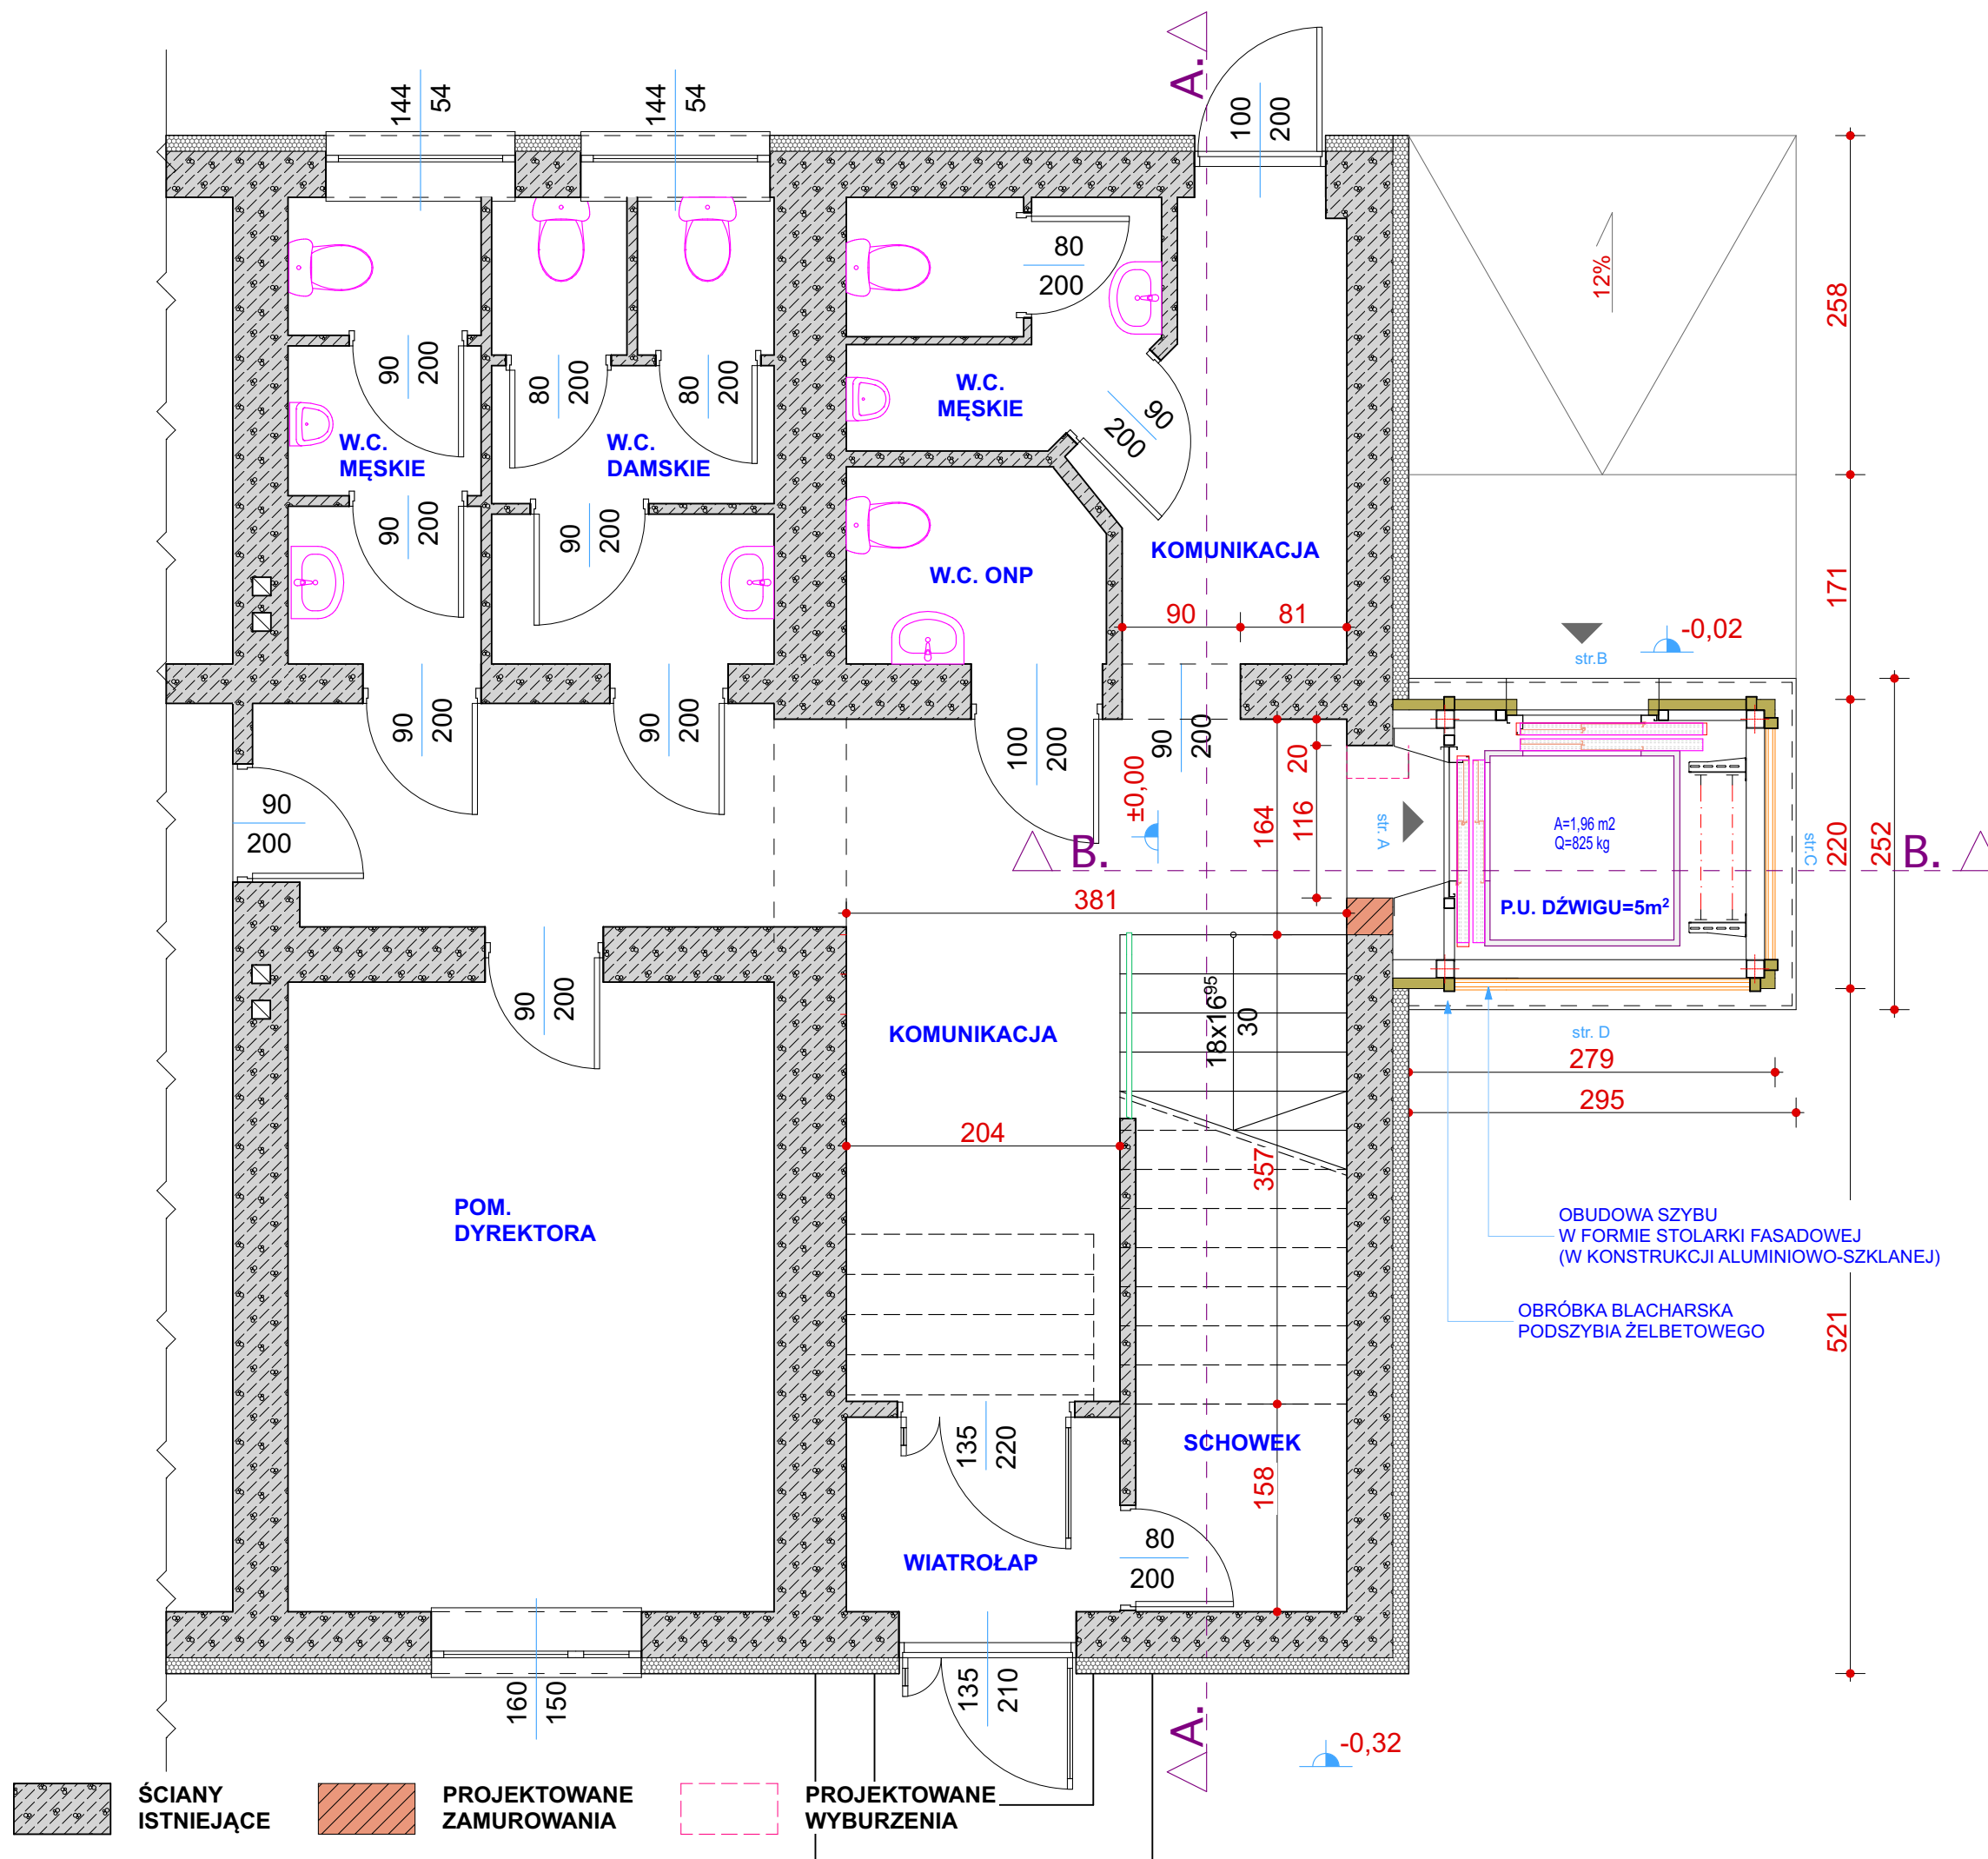 144
54
144
54
A.
100
200
80
200
12%
258
90
200
80
200
80
200
W.C.
MĘSKIE
90
200
W.C.
MĘSKIE
W.C.
DAMSKIE
90
200
90
200
KOMUNIKACJA
W.C. ONP
171
90
81
-0,02
str.B
90
200
90
200
100
200
90
200
±0,00
20
164
116
90
200
str. A
A=1,96 m2
Q=825 kg
str.C
220
252
B.
B.
381
P.U. DŹWIGU=5m²
90
200
18x16⁹⁵
30
KOMUNIKACJA
str. D
279
295
204
357
POM.
DYREKTORA
OBUDOWA SZYBU
W FORMIE STOLARKI FASADOWEJ
(W KONSTRUKCJI ALUMINIOWO-SZKLANEJ)
OBRÓBKA BLACHARSKA
PODSZYBIA ŻELBETOWEGO
521
135
220
SCHOWEK
158
80
200
WIATROŁAP
160
150
135
210
A.
-0,32
ŚCIANY
ISTNIEJĄCE
PROJEKTOWANE
ZAMUROWANIA
PROJEKTOWANE
WYBURZENIA